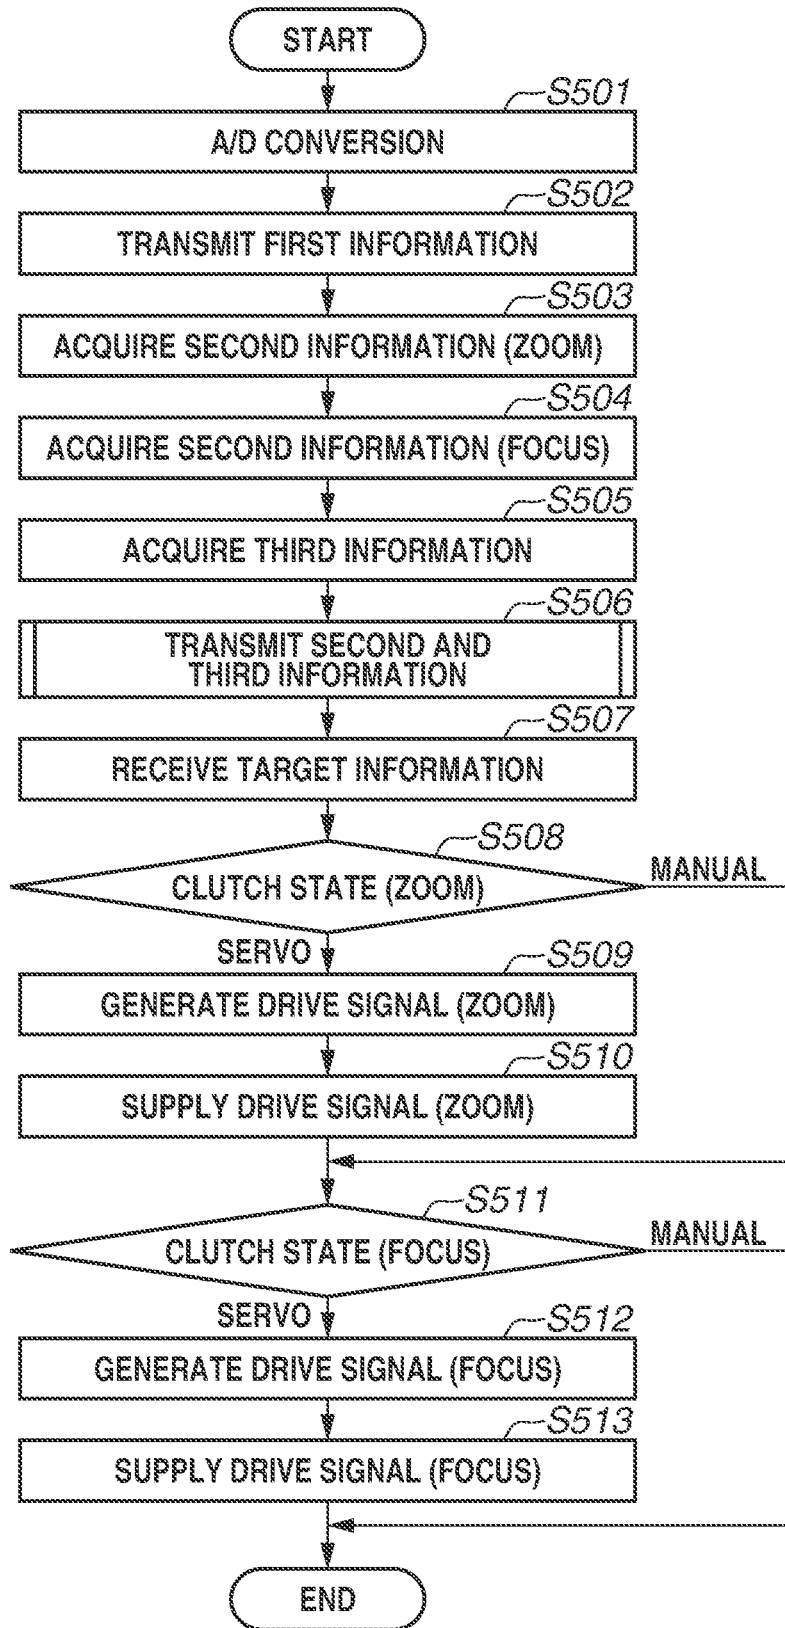 START
S501
A/D CONVERSION
S502
TRANSMIT FIRST INFORMATION
S503
ACQUIRE SECOND INFORMATION (ZOOM)
S504
ACQUIRE SECOND INFORMATION (FOCUS)
S505
ACQUIRE THIRD INFORMATION
S506
TRANSMIT SECOND AND
THIRD INFORMATION
S507
RECEIVE TARGET INFORMATION
S508
CLUTCH STATE (ZOOM)
MANUAL
SERVO
S509
GENERATE DRIVE SIGNAL (ZOOM)
S510
SUPPLY DRIVE SIGNAL (ZOOM)
S511
CLUTCH STATE (FOCUS)
MANUAL
SERVO
S512
GENERATE DRIVE SIGNAL (FOCUS)
S513
SUPPLY DRIVE SIGNAL (FOCUS)
END